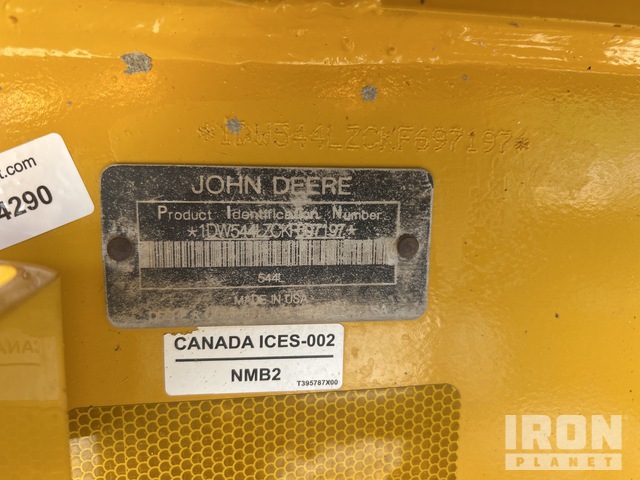 *1DW544LZCKF697197*
t.com
4290
JOHN DEERE
Product Identification Number
*1DW544LZCKF697197*
544L
MADE IN USA
CANADA ICES-002
NMB2
T395787X00
IRON
PLANET